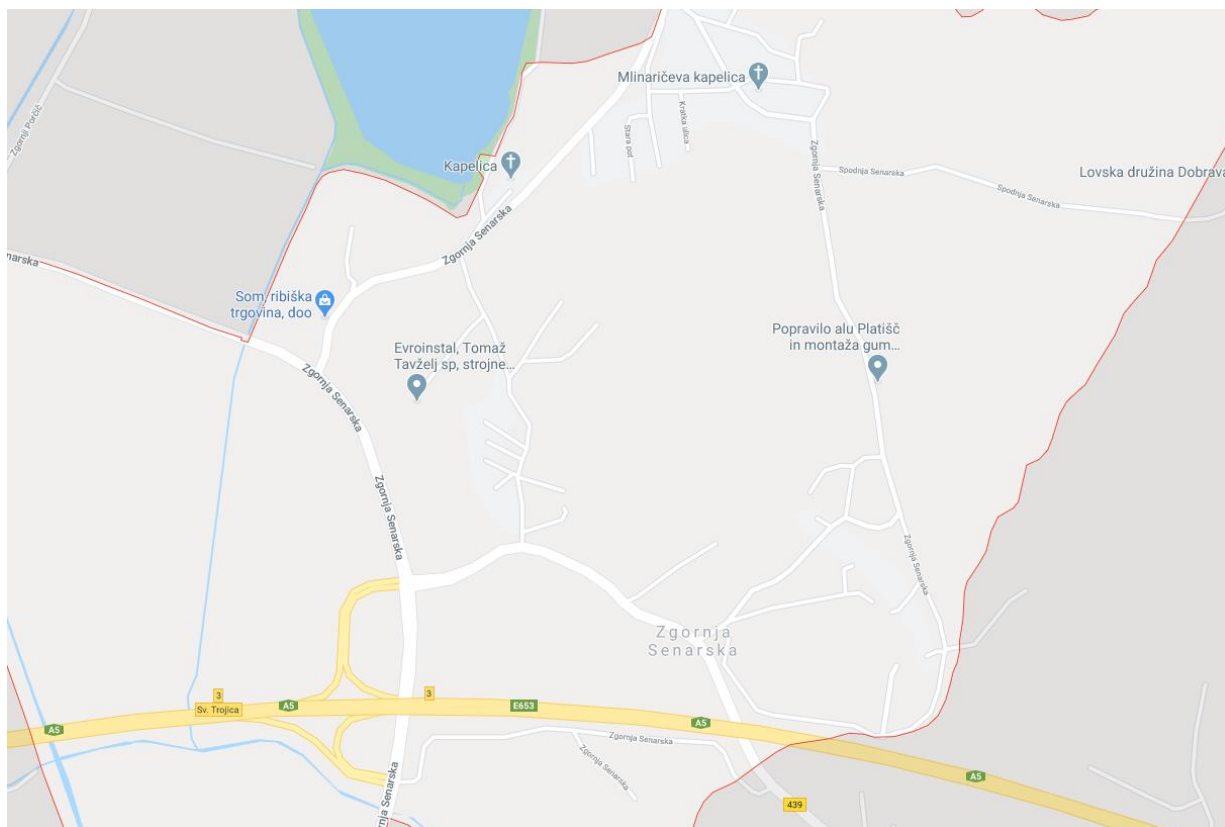 Mlinaričeva kapelica
Zgornji Porčič
Stara pot
Kratka ulica
Zgornja Senarska
Kapelica
Spodnja Senarska
Spodnja Senarska
Lovska družina Dobrava
Zgornja Senarska
narska
Som, ribiška
trgovina, doo
Evroinstal, Tomaž
Tavželj sp, strojne...
Popravilo alu Platišč
in montaža gum...
Zgornja Senarska
Zgornja Senarska
Zgornja Senarska
Zgornja
Senarska
3
Sv. Trojica
A5
3
E653
A5
A5
Zgornja Senarska
Zgornja Senarska
A5
Zgornja Senarska
439